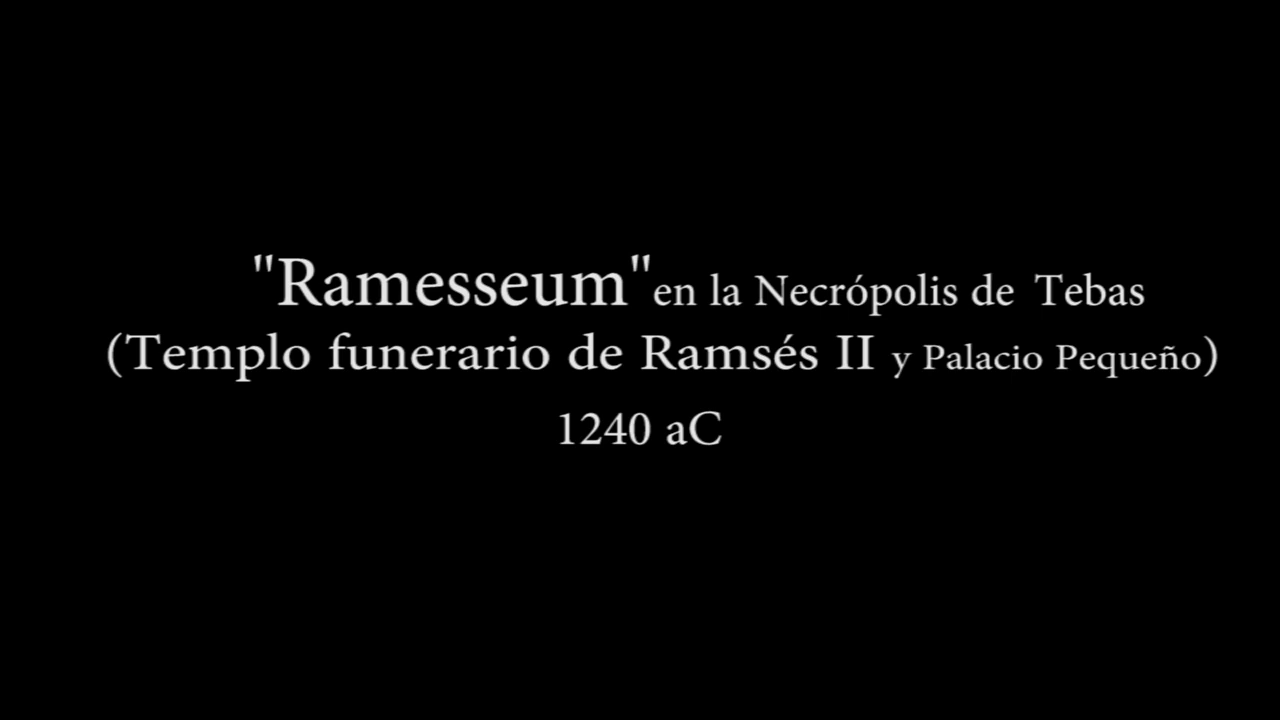 "Ramesseum" en la Necrópolis de Tebas
(Templo funerario de Ramsés II y Palacio Pequeño)
1240 aC